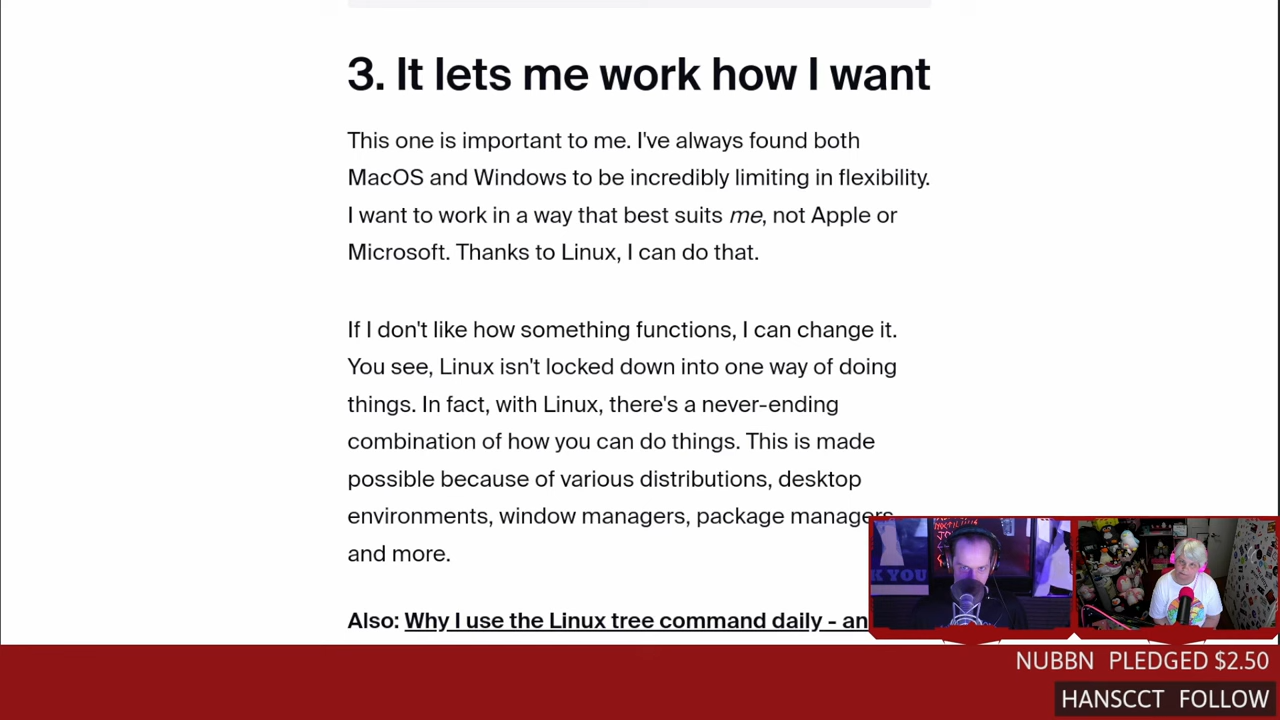 3. It lets me work how I want
This one is important to me. I've always found both
MacOS and Windows to be incredibly limiting in flexibility.
I want to work in a way that best suits me, not Apple or
Microsoft. Thanks to Linux, I can do that.
If I don't like how something functions, I can change it.
You see, Linux isn't locked down into one way of doing
things. In fact, with Linux, there's a never-ending
combination of how you can do things. This is made
possible because of various distributions, desktop
environments, window managers, package managers,
and more.
Also: Why I use the Linux tree command daily - an
K YOU
NUBBN PLEDGED $2.50
HANSCCT FOLLOW